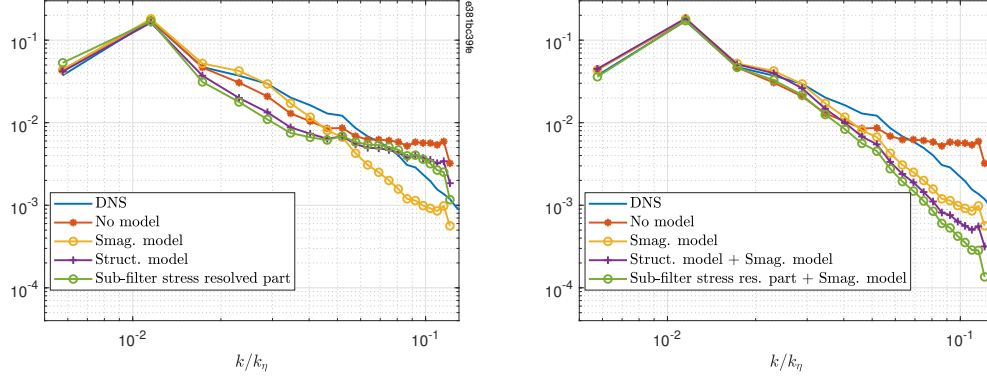 10^-1
10^-2
10^-3
10^-4
DNS
No model
Smag. model
Struct. model
Sub-filter stress resolved part
10^-2
10^-1
k/k_η
e381bc39fe
10^-1
10^-2
10^-3
10^-4
DNS
No model
Smag. model
Struct. model + Smag. model
Sub-filter stress res. part + Smag. model
10^-2
10^-1
k/k_η